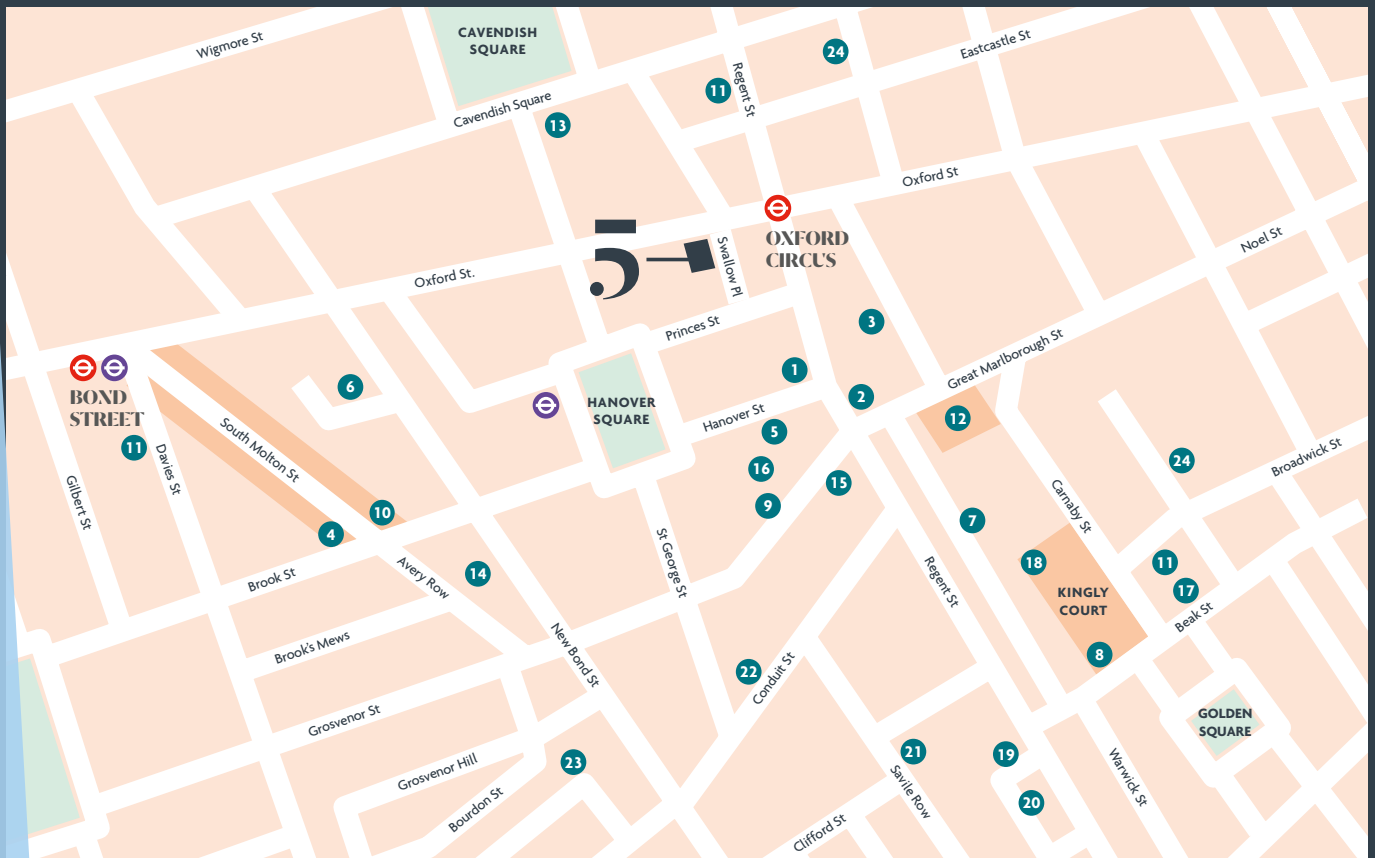 CAVENDISH
SQUARE
Wigmore St
24
Eastcastle St
Regent St
11
Cavendish Square
13
Oxford St
5
Swallow Pl
OXFORD
CIRCUS
Noel St
Oxford St.
Princes St
3
Great Marlborough St
BOND
STREET
6
1
2
HANOVER
SQUARE
Hanover St
12
5
11
Davies St
South Molton St
16
15
24
Broadwick St
Gilbert St
10
9
Carnaby St
4
7
St George St
Brook St
Avery Row
14
Regent St
18
KINGLY
COURT
11
17
Beak St
Brook's Mews
New Bond St
22
Conduit St
8
Grosvenor St
GOLDEN
SQUARE
Grosvenor Hill
23
21
19
Warwick St
Bourdon St
Savile Row
20
Clifford St